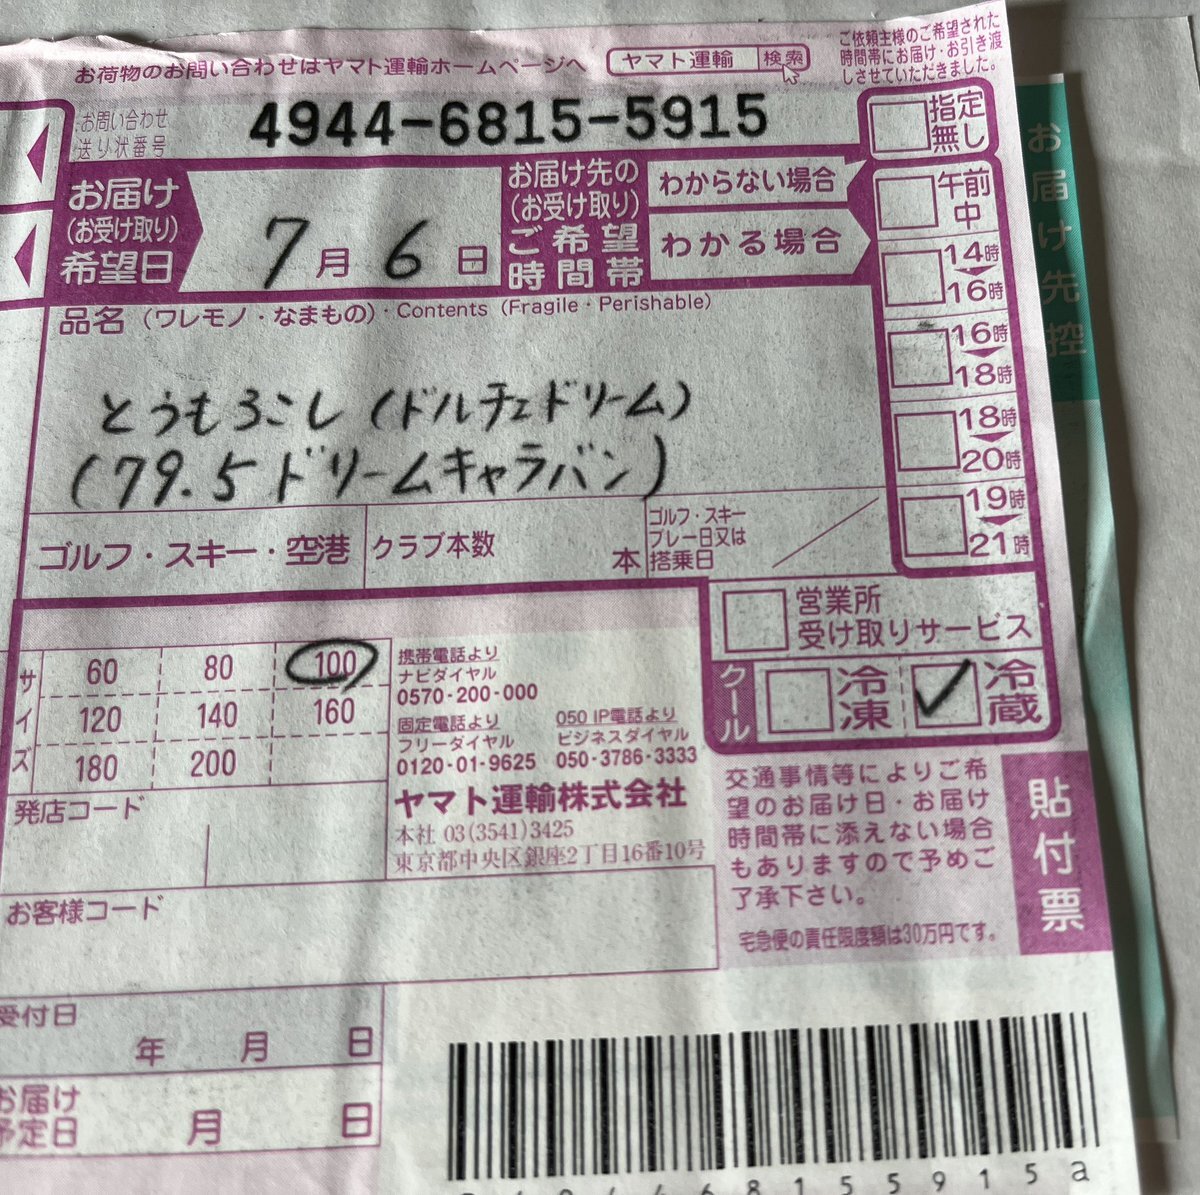 お荷物のお問い合わせはヤマト運輸ホームページへ ヤマト運輸 検索
ご依頼主様のご希望された
時間帯にお届け・お引き渡
しさせていただきました。
お問い合わせ
送り状番号
4944-6815-5915
お届け
(お受け取り)
希望日
7月6日
お届け先の
(お受け取り)
ご希望
時間帯
わからない場合
わかる場合
指定
無し
午前
中
14時
16時
16時
18時
18時
20時
19時
21時
お届け先控
品名(ワレモノ・なまもの)・Contents (Fragile・Perishable)
とうもろこし(ドルチェドリーム)
(79.5ドリームキャラバン)
ゴルフ・スキー・空港
クラブ本数
本
ゴルフ・スキー
プレー日又は
搭乗日
営業所
受け取りサービス
クール
冷凍
冷蔵
サイズ
60 80 100
120 140 160
180 200
携帯電話より
ナビダイヤル
0570-200-000
固定電話より
フリーダイヤル
0120-01-9625
050 IP電話より
ビジネスダイヤル
050-3786-3333
ヤマト運輸株式会社
本社 03(3541)3425
東京都中央区銀座2丁目16番10号
発店コード
お客様コード
交通事情等によりご希
望のお届け日・お届け
時間帯に添えない場合
もありますので予めご
了承下さい。
宅急便の責任限度額は30万円です。
貼付票
受付日
年 月 日
お届け
予定日
月 日